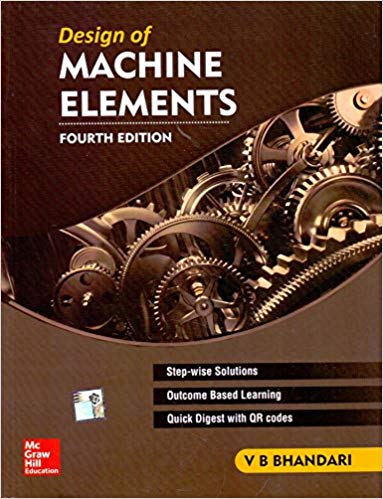 Design of
MACHINE
ELEMENTS
FOURTH EDITION
Step-wise Solutions
Outcome Based Learning
Quick Digest with QR codes
Mc
Graw
Hill
Education
V B BHANDARI